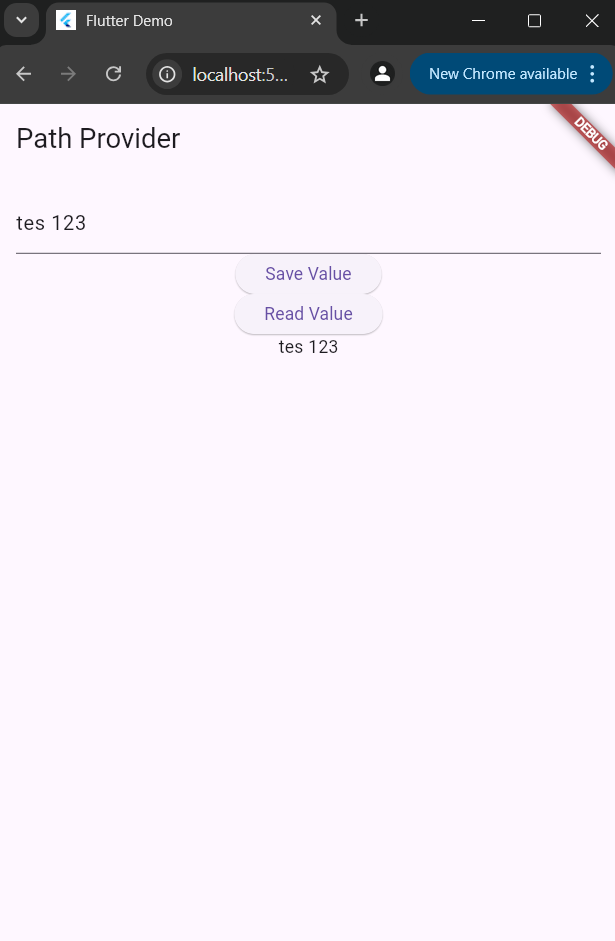 Flutter Demo
localhost:5...
New Chrome available
Path Provider
DEBUG
tes 123
Save Value
Read Value
tes 123